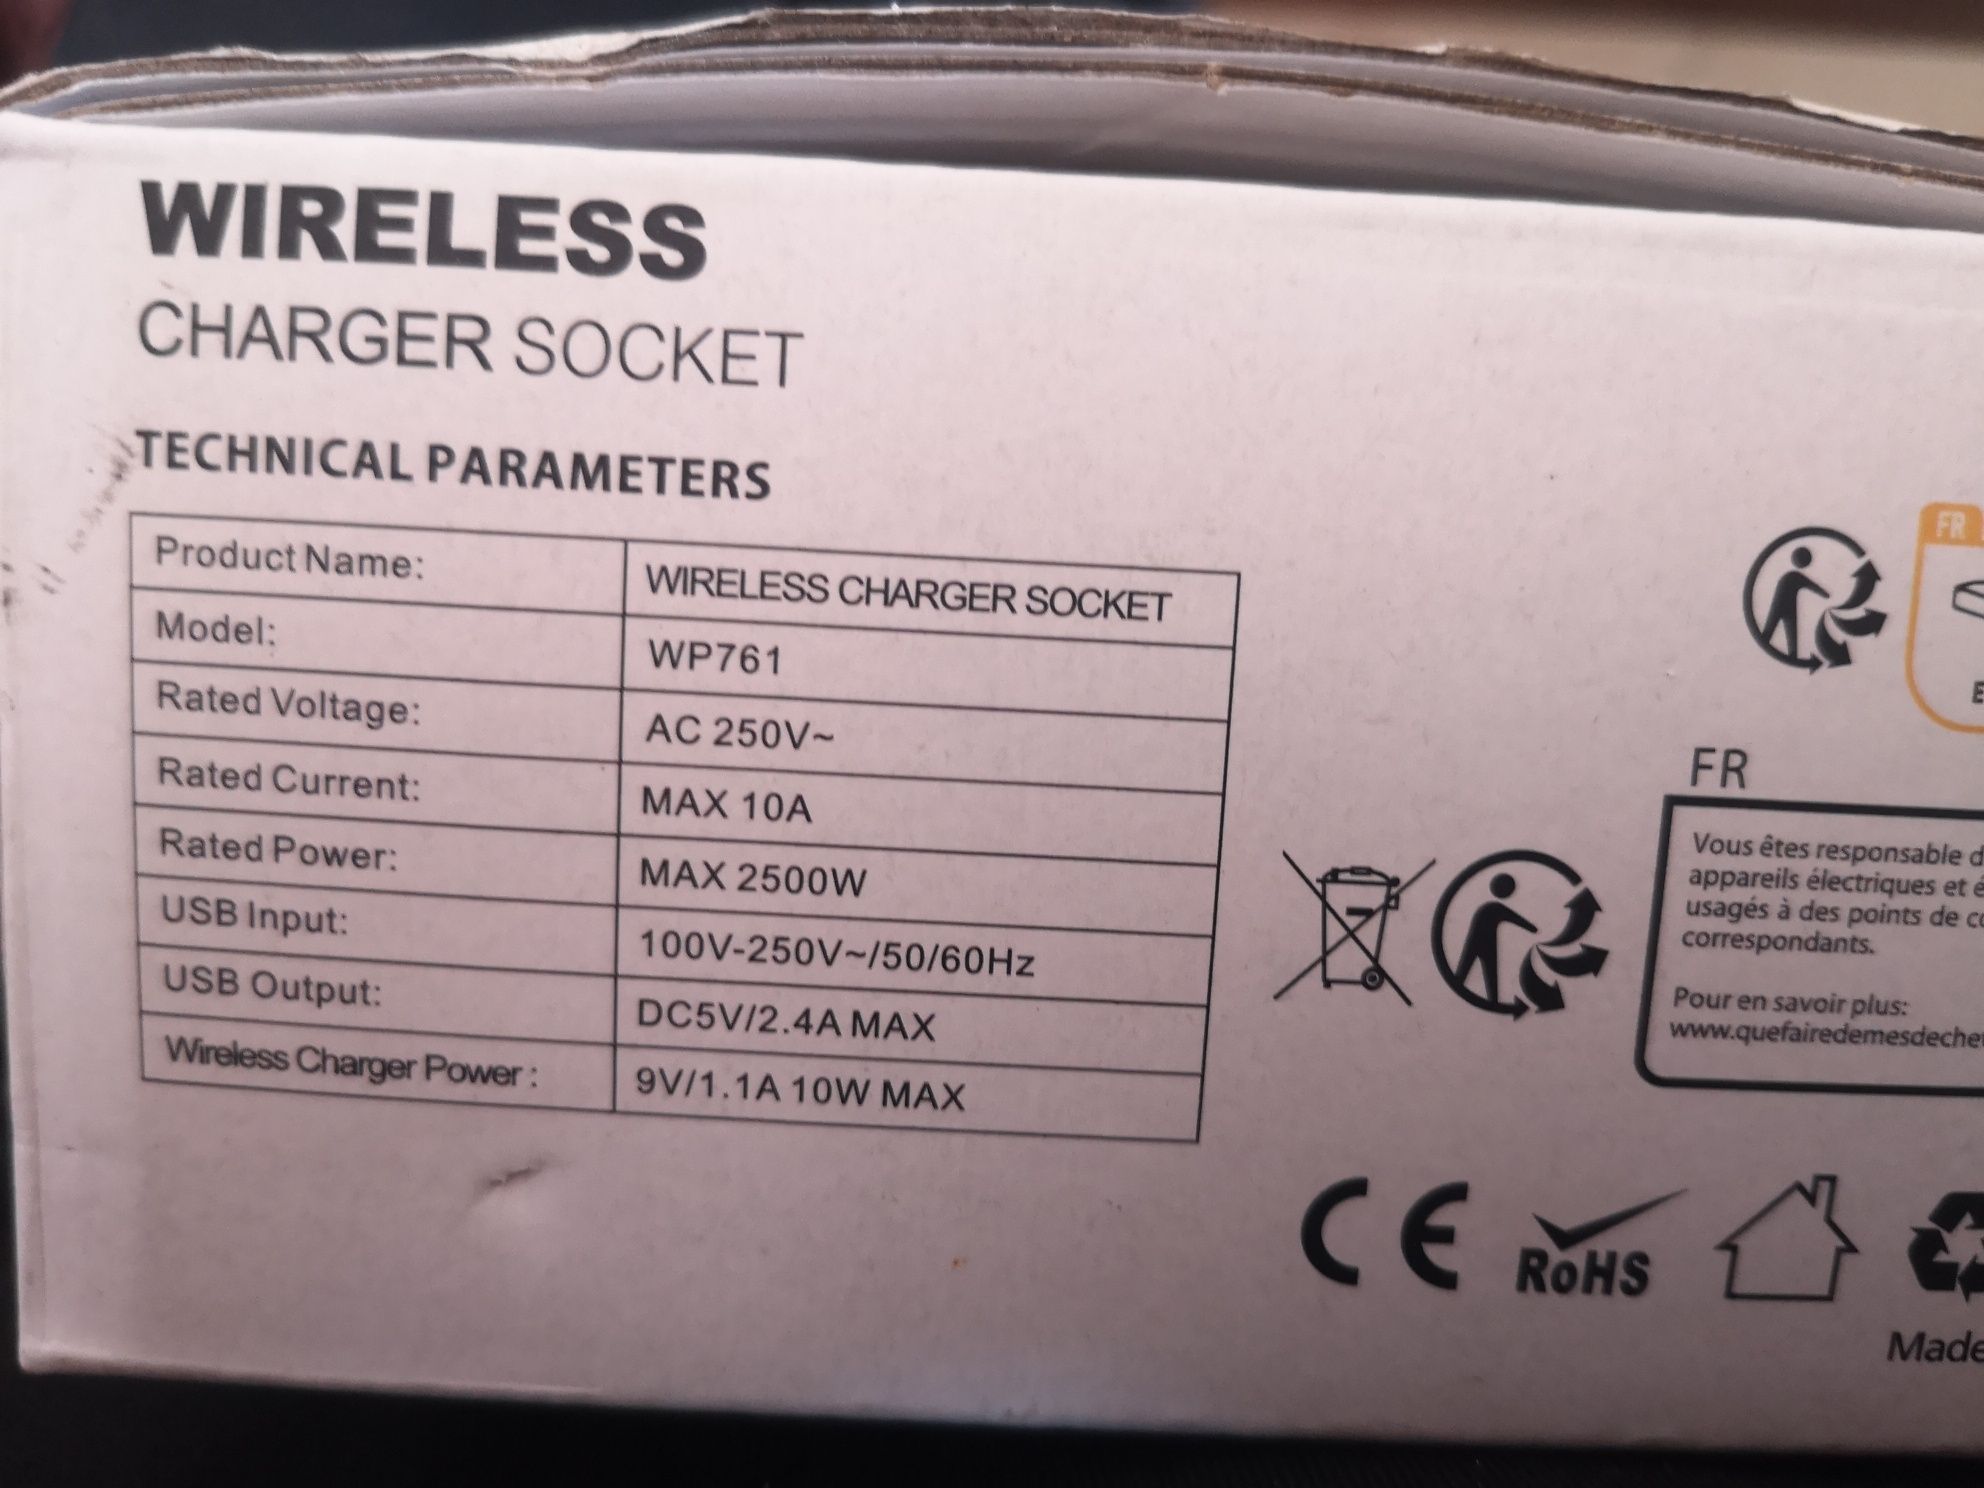 WIRELESS
CHARGER SOCKET
TECHNICAL PARAMETERS
Product Name: WIRELESS CHARGER SOCKET
Model: WP761
Rated Voltage: AC 250V~
Rated Current: MAX 10A
Rated Power: MAX 2500W
USB Input: 100V-250V~/50/60Hz
USB Output: DC5V/2.4A MAX
Wireless Charger Power : 9V/1.1A 10W MAX
FR
FR
Vous êtes responsable
appareils électriques et
usagés à des points de
correspondants.
Pour en savoir plus:
www.quefairedemesdeche
CE
RoHS
Made